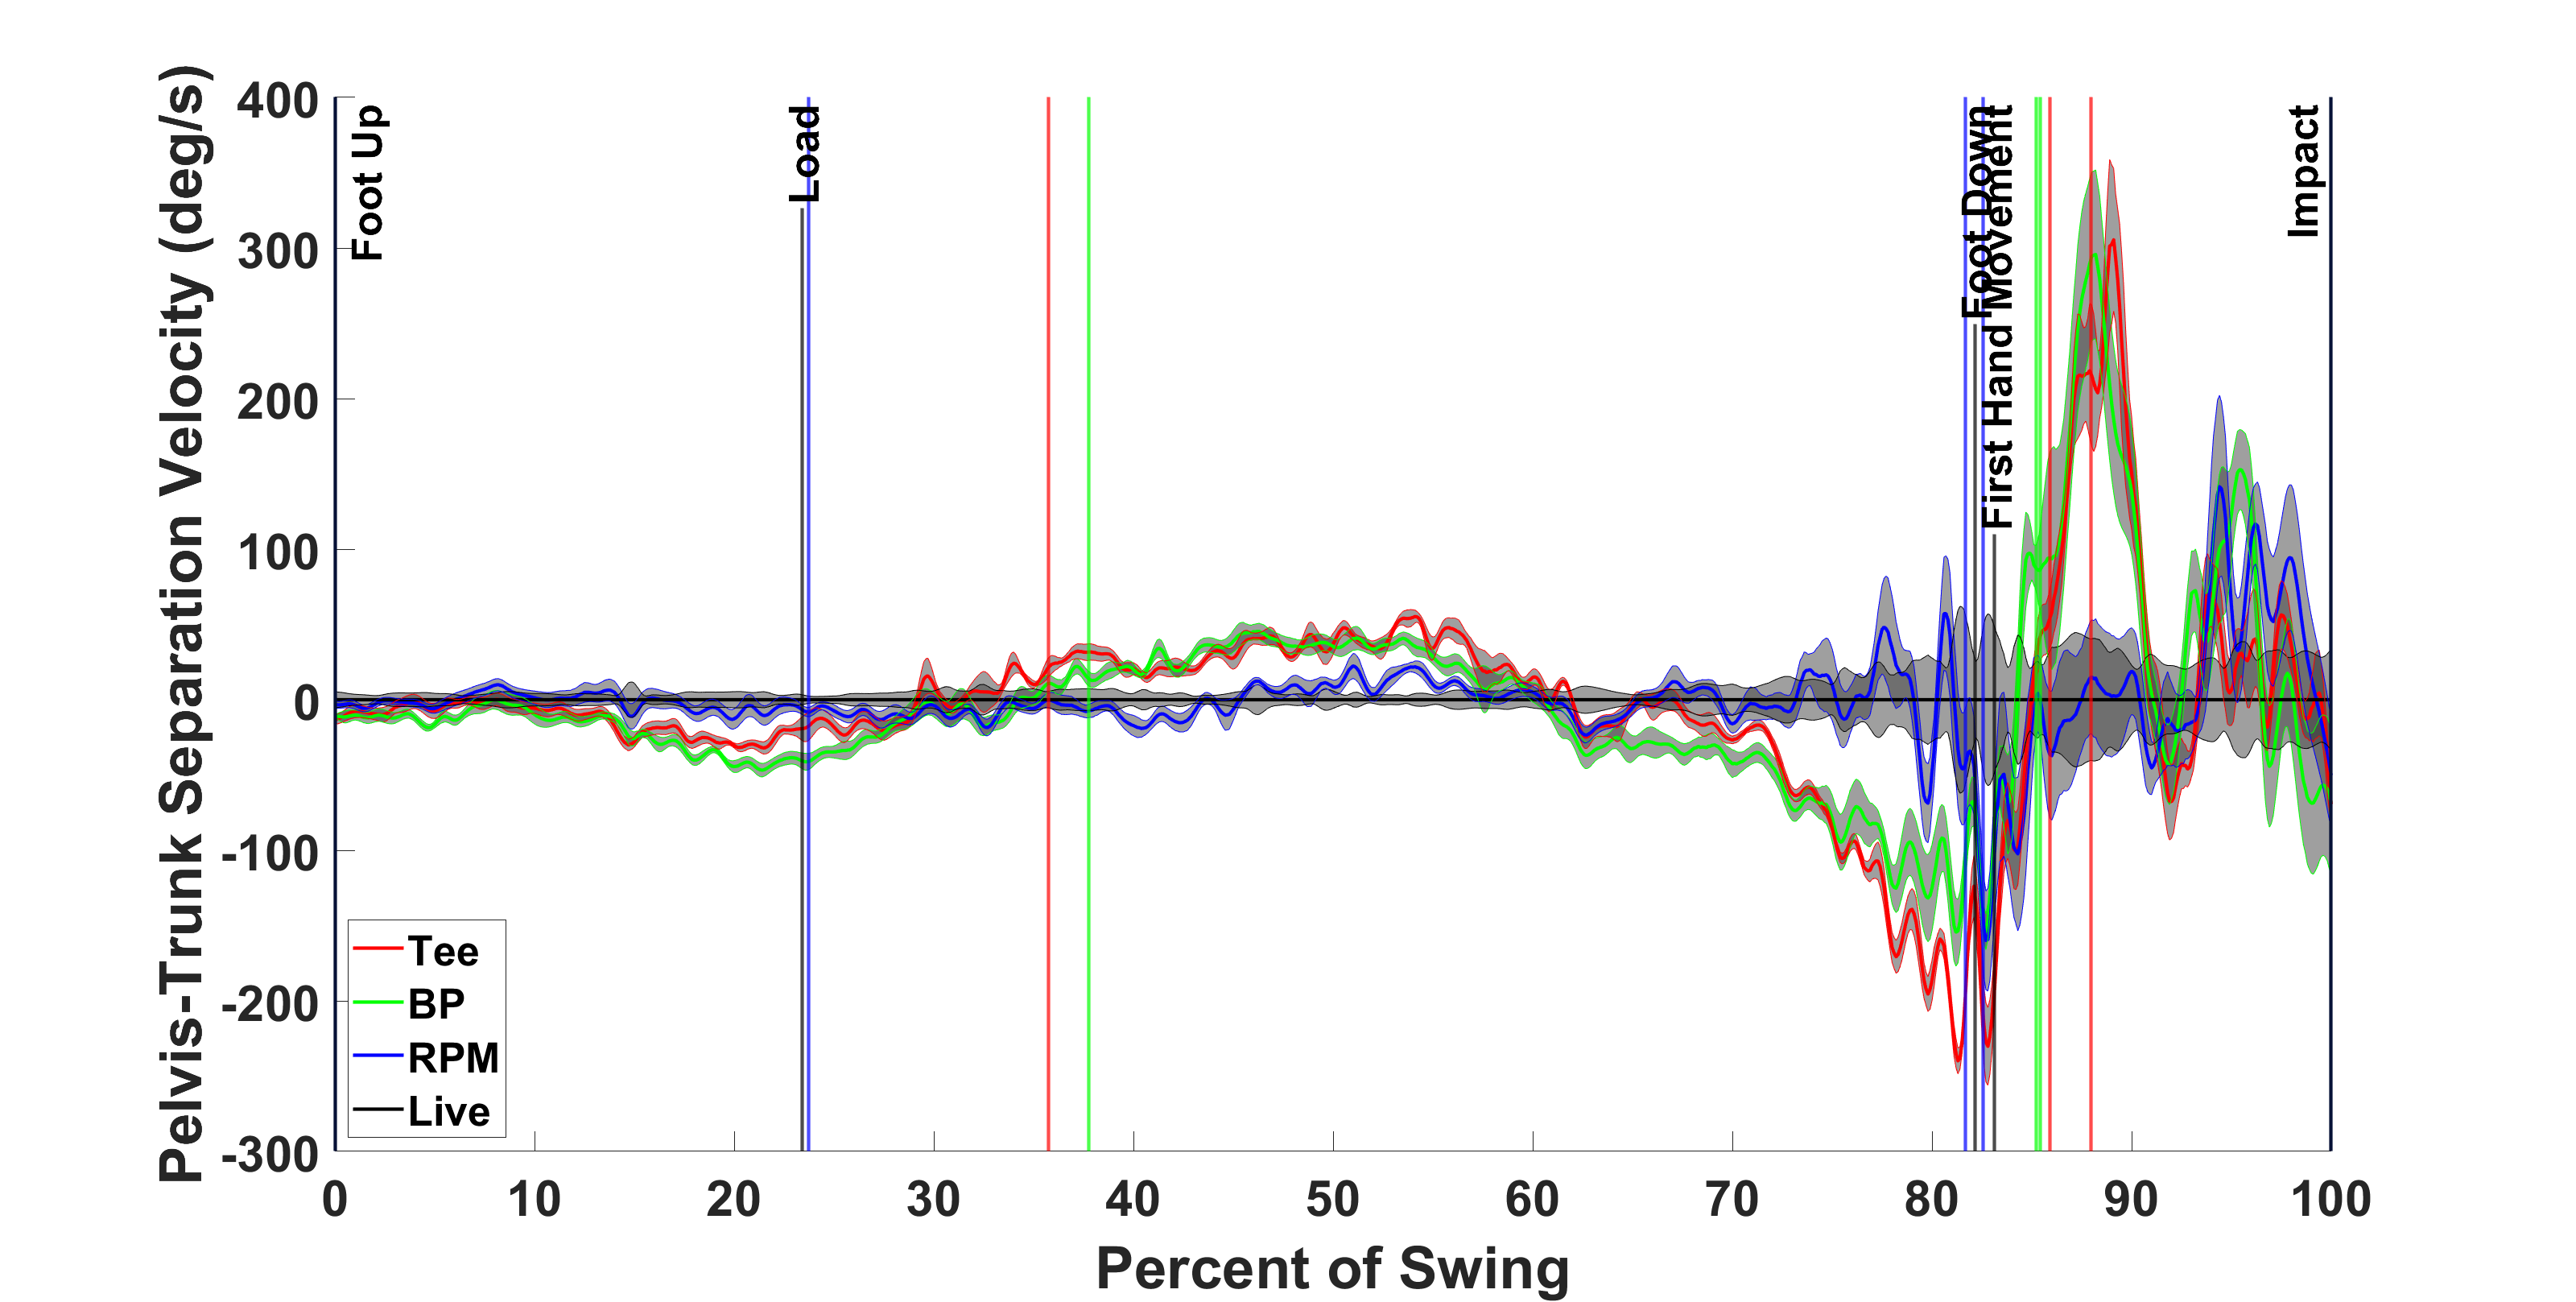 Pelvis-Trunk Separation Velocity (deg/s)
400
300
200
100
0
-100
-200
-300
Foot Up
Load
Foot Down
First Hand Movement
Impact
Tee
BP
RPM
Live
0 10 20 30 40 50 60 70 80 90 100
Percent of Swing